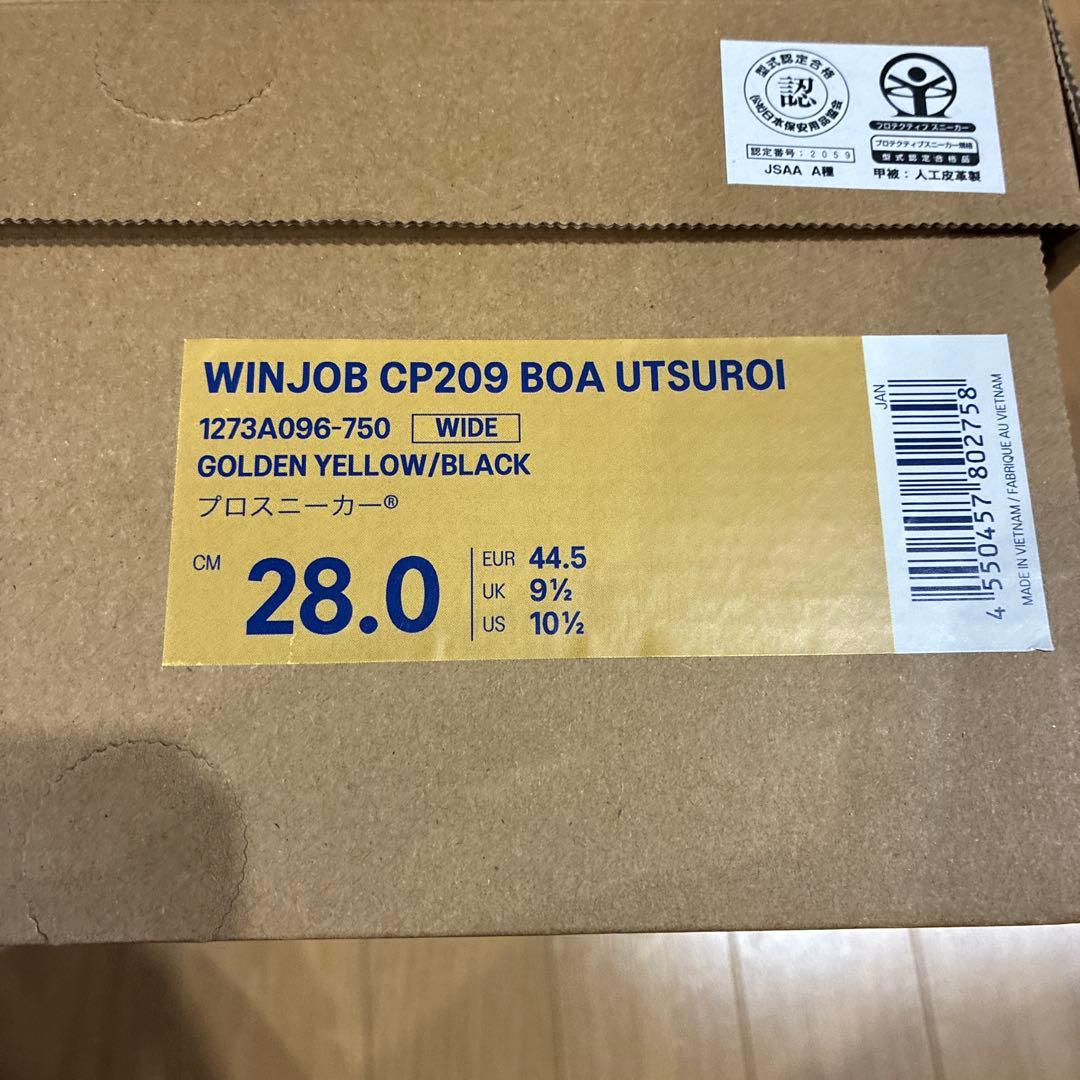 型式認定合格
認
(公社)日本保安用品協会
認定番号:2059
JSAA A種
プロテクティブ スニーカー
プロテクティブスニーカー規格
型式認定合格品
甲被:人工皮革製
WINJOB CP209 BOA UTSUROI
1273A096-750 WIDE
GOLDEN YELLOW/BLACK
プロスニーカー®
CM 28.0
EUR 44.5
UK 9½
US 10½
JAN
4 550457 802758
MADE IN VIETNAM / FABRIQUE AU VIETNAM